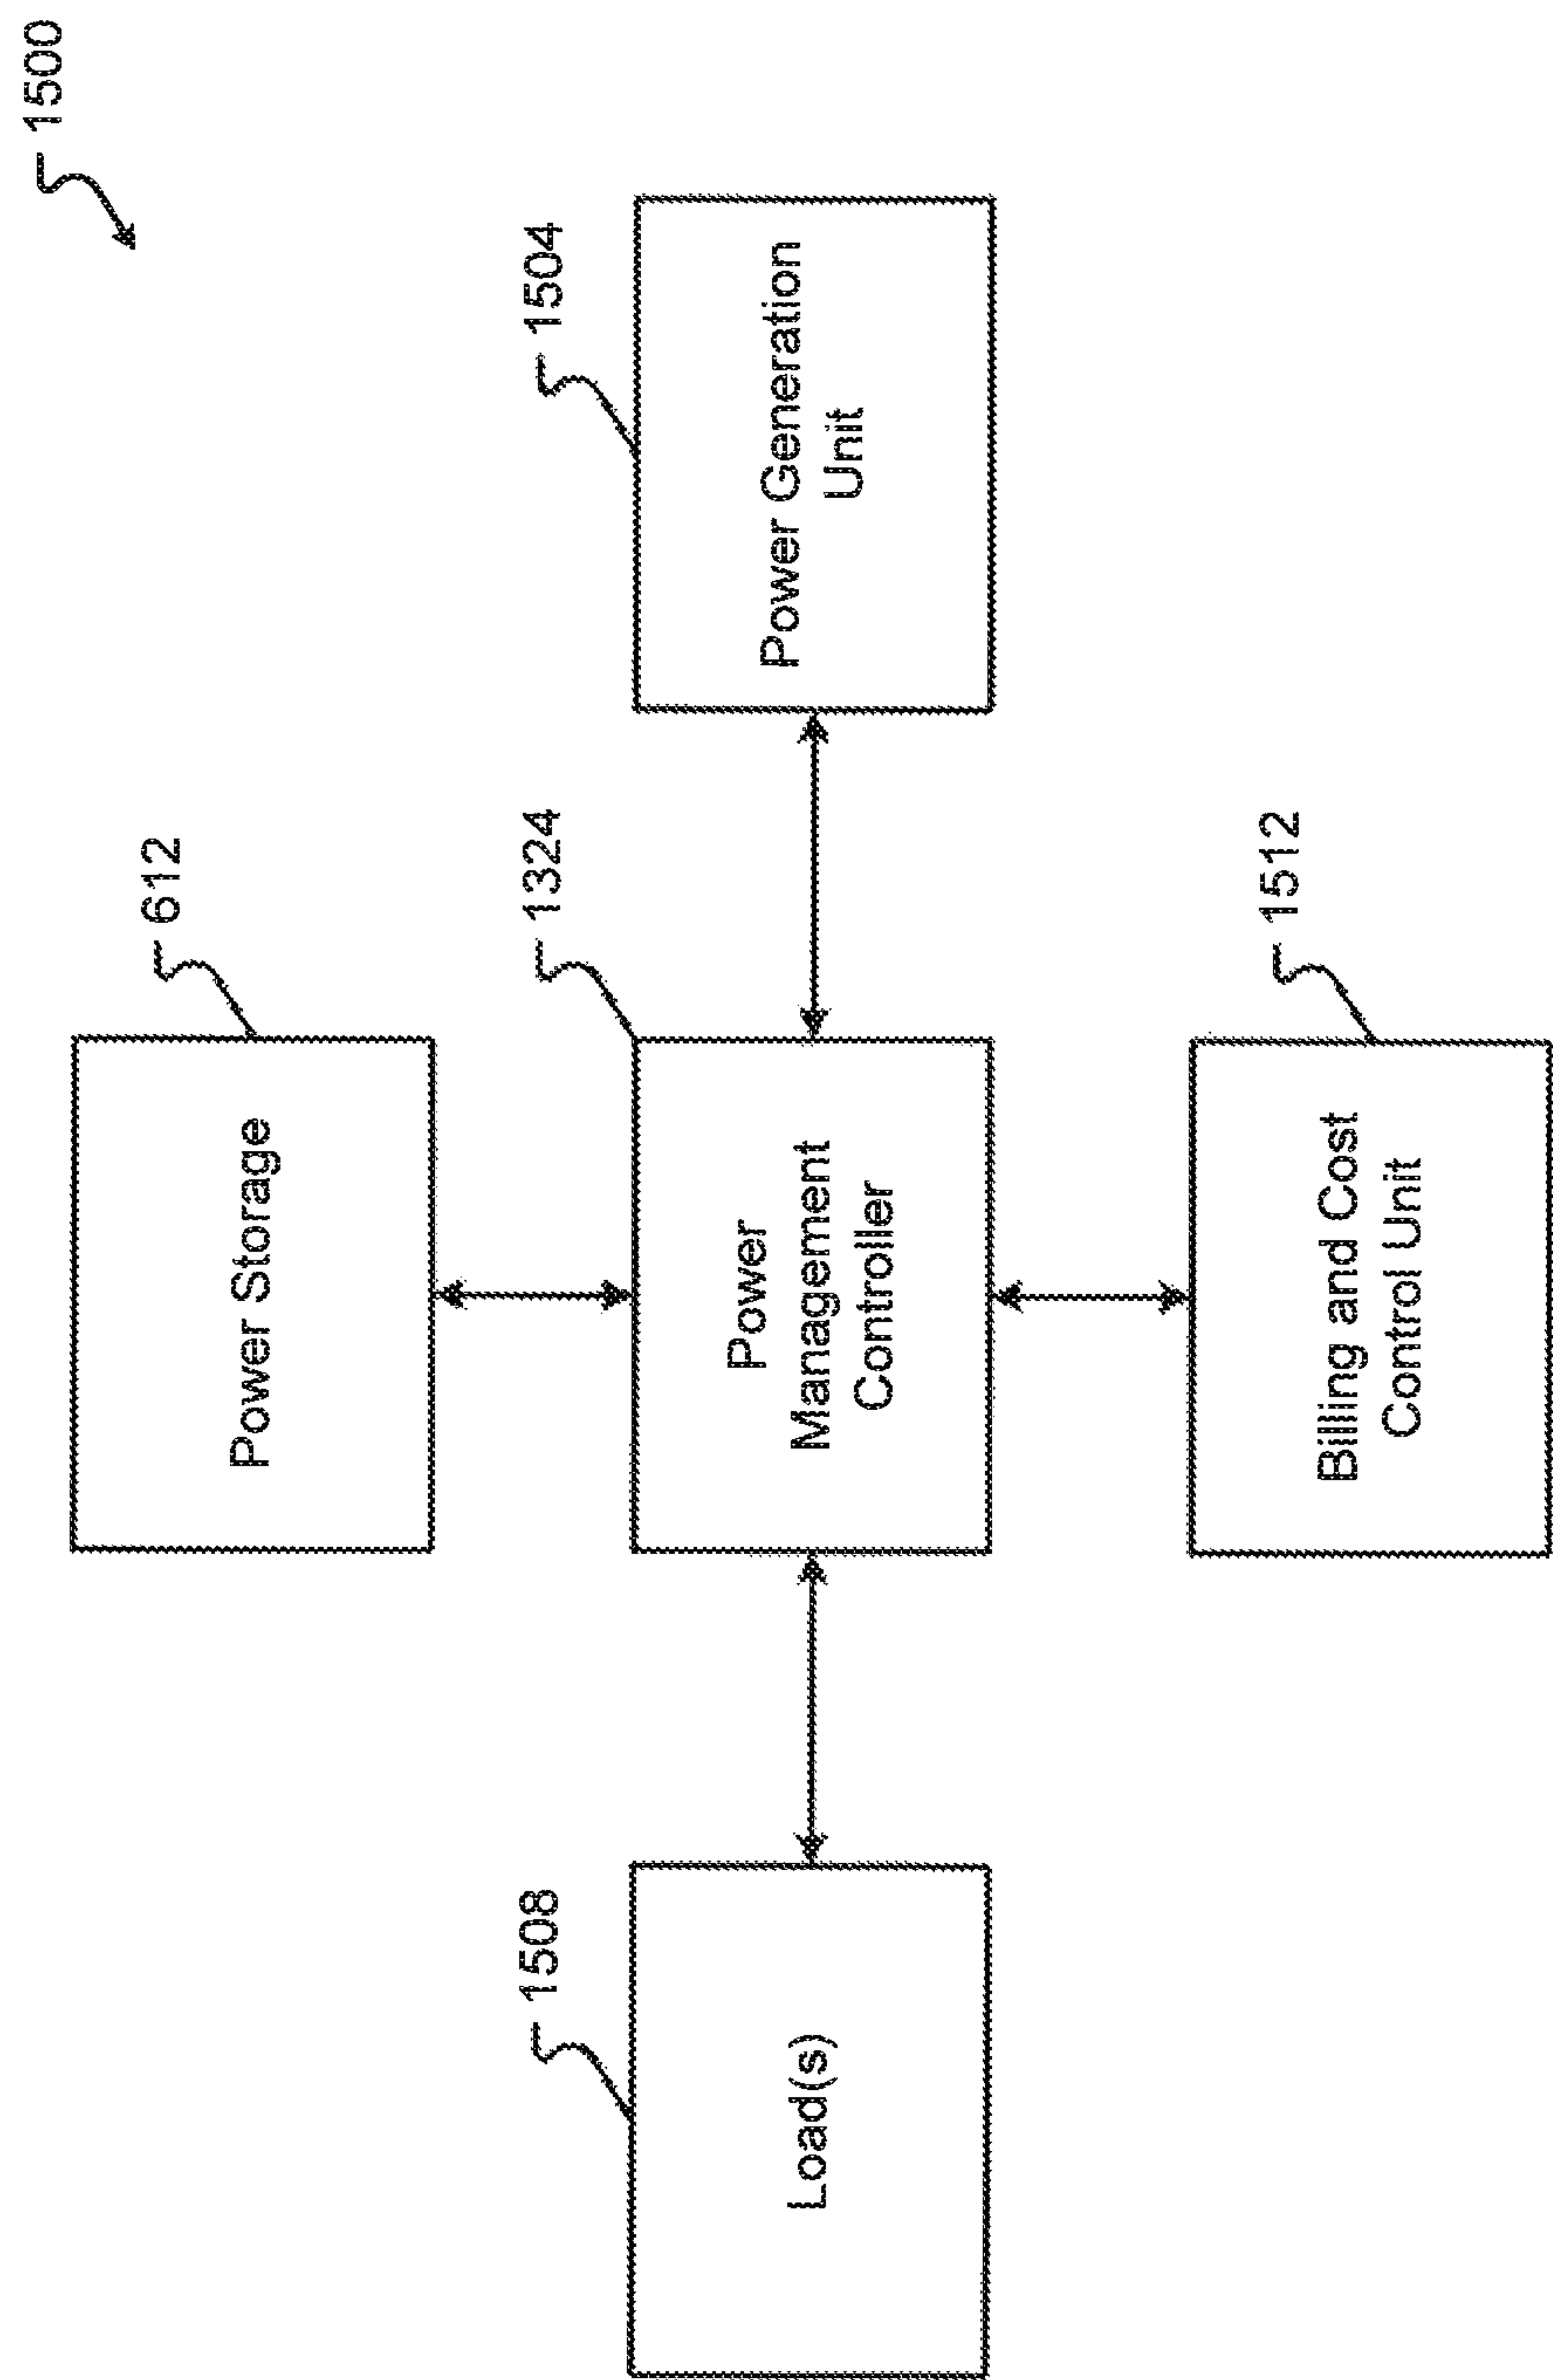 1500
612
Power Storage
1508
1324
1504
Load(s)
Power
Management
Controller
Power Generation
Unit
1512
Billing and Cost
Control Unit